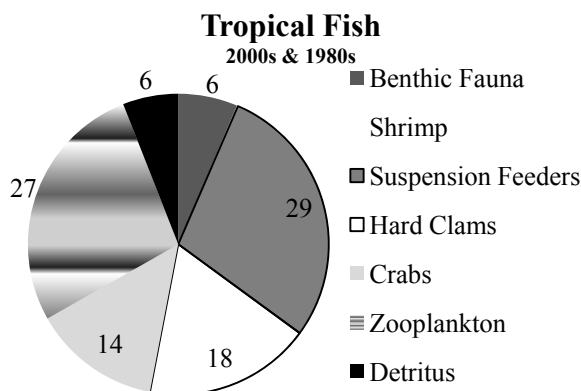 Tropical Fish
2000s & 1980s
6
6
29
18
14
27
Benthic Fauna
Shrimp
Suspension Feeders
Hard Clams
Crabs
Zooplankton
Detritus